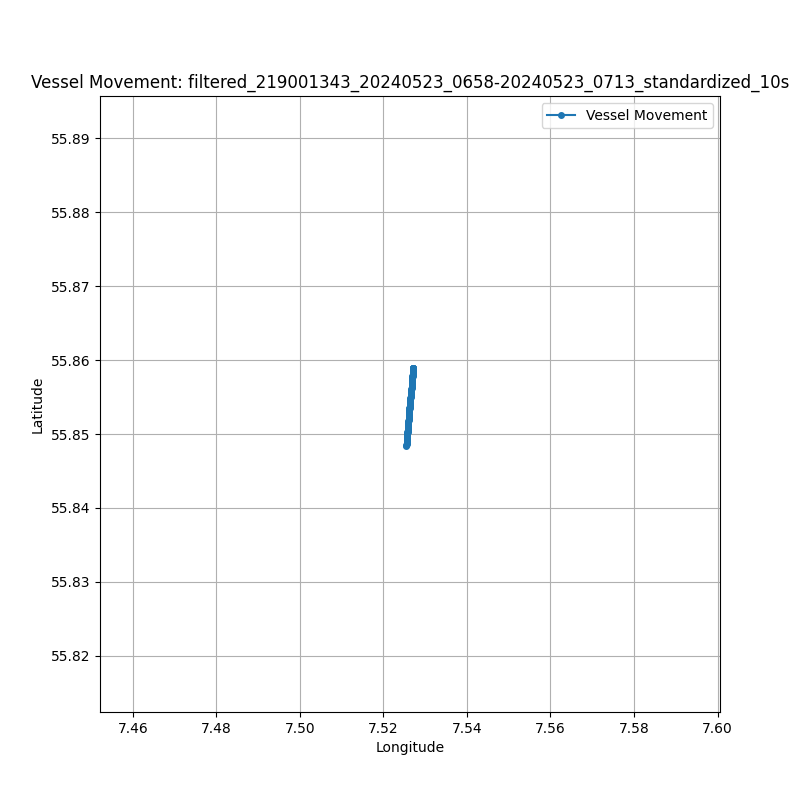 Vessel Movement: filtered_219001343_20240523_0658-20240523_0713_standardized_10s
Vessel Movement
55.89
55.88
55.87
55.86
55.85
55.84
55.83
55.82
Latitude
7.46 7.48 7.50 7.52 7.54 7.56 7.58 7.60
Longitude